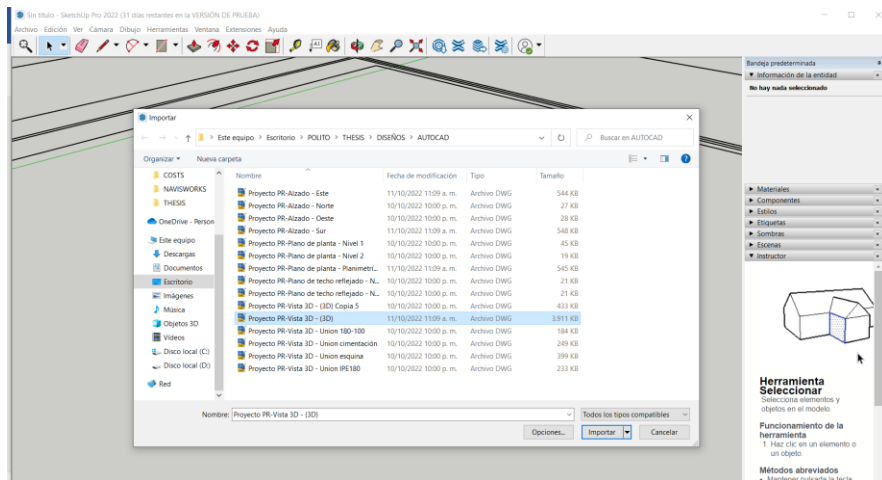 Sin título - SketchUp Pro 2022 (31 días restantes en la VERSIÓN DE PRUEBA)
Archivo Edición Ver Cámara Dibujo Herramientas Ventana Extensiones Ayuda
Bandeja predeterminada
Información de la entidad
No hay nada seleccionado
Importar
Este equipo > Escritorio > POLITO > THESIS > DISEÑOS > AUTOCAD
Buscar en AUTOCAD
Organizar
Nueva carpeta
COSTS
NAVISWORKS
THESIS
OneDrive - Person
Este equipo
Descargas
Documentos
Escritorio
Imágenes
Música
Objetos 3D
Vídeos
Disco local (C:)
Disco local (D:)
Red
Nombre Fecha de modificación Tipo Tamaño
Proyecto PR-Alzado - Este 11/10/2022 11:09 a. m. Archivo DWG 544 KB
Proyecto PR-Alzado - Norte 10/10/2022 10:00 p. m. Archivo DWG 27 KB
Proyecto PR-Alzado - Oeste 10/10/2022 10:00 p. m. Archivo DWG 28 KB
Proyecto PR-Alzado - Sur 11/10/2022 11:09 a. m. Archivo DWG 548 KB
Proyecto PR-Plano de planta - Nivel 1 10/10/2022 10:00 p. m. Archivo DWG 45 KB
Proyecto PR-Plano de planta - Nivel 2 10/10/2022 10:00 p. m. Archivo DWG 19 KB
Proyecto PR-Plano de planta - Planimetrí... 11/10/2022 11:09 a. m. Archivo DWG 545 KB
Proyecto PR-Plano de techo reflejado - N... 10/10/2022 10:00 p. m. Archivo DWG 21 KB
Proyecto PR-Plano de techo reflejado - N... 10/10/2022 10:00 p. m. Archivo DWG 21 KB
Proyecto PR-Vista 3D - (3D) Copia 5 10/10/2022 10:00 p. m. Archivo DWG 433 KB
Proyecto PR-Vista 3D - (3D) 11/10/2022 11:09 a. m. Archivo DWG 3.911 KB
Proyecto PR-Vista 3D - Union 180-100 10/10/2022 10:00 p. m. Archivo DWG 184 KB
Proyecto PR-Vista 3D - Union cimentación 10/10/2022 10:00 p. m. Archivo DWG 249 KB
Proyecto PR-Vista 3D - Union esquina 10/10/2022 10:00 p. m. Archivo DWG 399 KB
Proyecto PR-Vista 3D - Union IPE180 10/10/2022 10:00 p. m. Archivo DWG 233 KB
Nombre: Proyecto PR-Vista 3D - (3D)
Todos los tipos compatibles
Opciones...
Importar
Cancelar
Materiales
Componentes
Estilos
Etiquetas
Sombras
Escenas
Instructor
Herramienta
Seleccionar
Selecciona elementos y
objetos en el modelo.
Funcionamiento de la
herramienta
1. Haz clic en un elemento o
un objeto.
Métodos abreviados
• Mantener pulsada la tecla